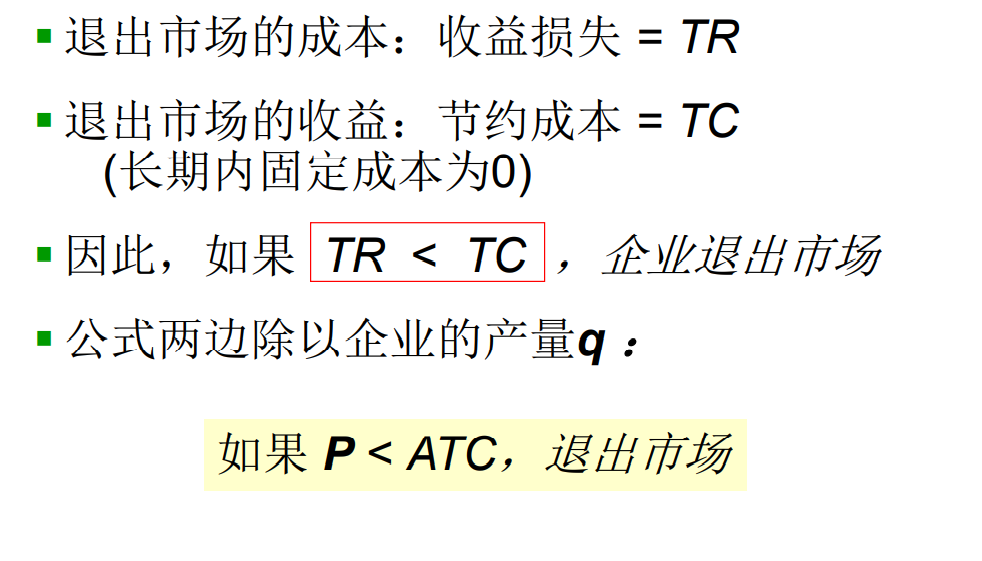 退出市场的成本：收益损失 = TR
退出市场的收益：节约成本 = TC
(长期内固定成本为0)
因此，如果 TR < TC ，企业退出市场
公式两边除以企业的产量q ：
如果 P < ATC，退出市场